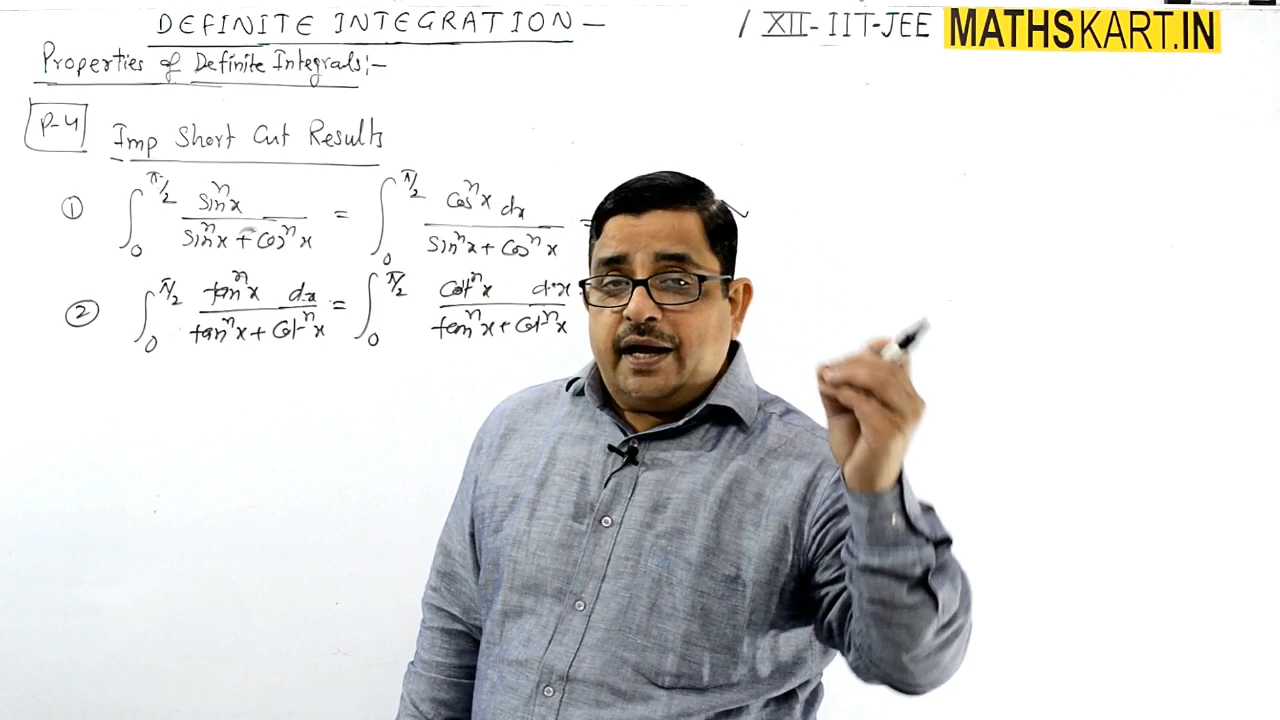 DEFINITE INTEGRATION – / XII - IIT-JEE MATHSKART.IN
Properties of Definite Integrals:-
P-4 Imp Short Cut Results
① ∫₀^(π/2) sinⁿx / (sinⁿx + cosⁿx) = ∫₀^(π/2) cosⁿx dx / (sinⁿx + cosⁿx) =
② ∫₀^(π/2) tanⁿx dx / (tanⁿx + cotⁿx) = ∫₀^(π/2) cotⁿx dx / (tanⁿx + cotⁿx)